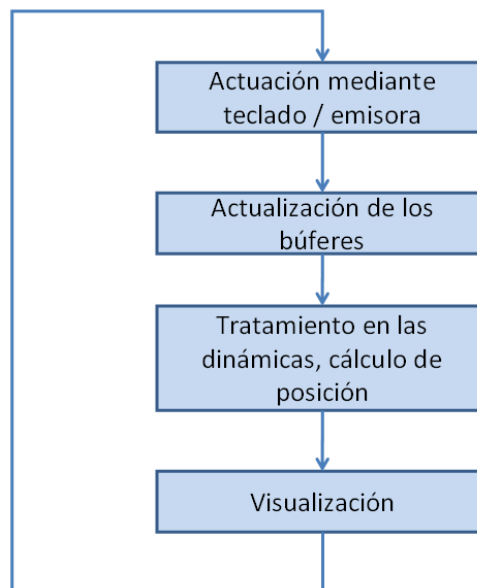 Actuación mediante
teclado / emisora
Actualización de los
búferes
Tratamiento en las
dinámicas, cálculo de
posición
Visualización